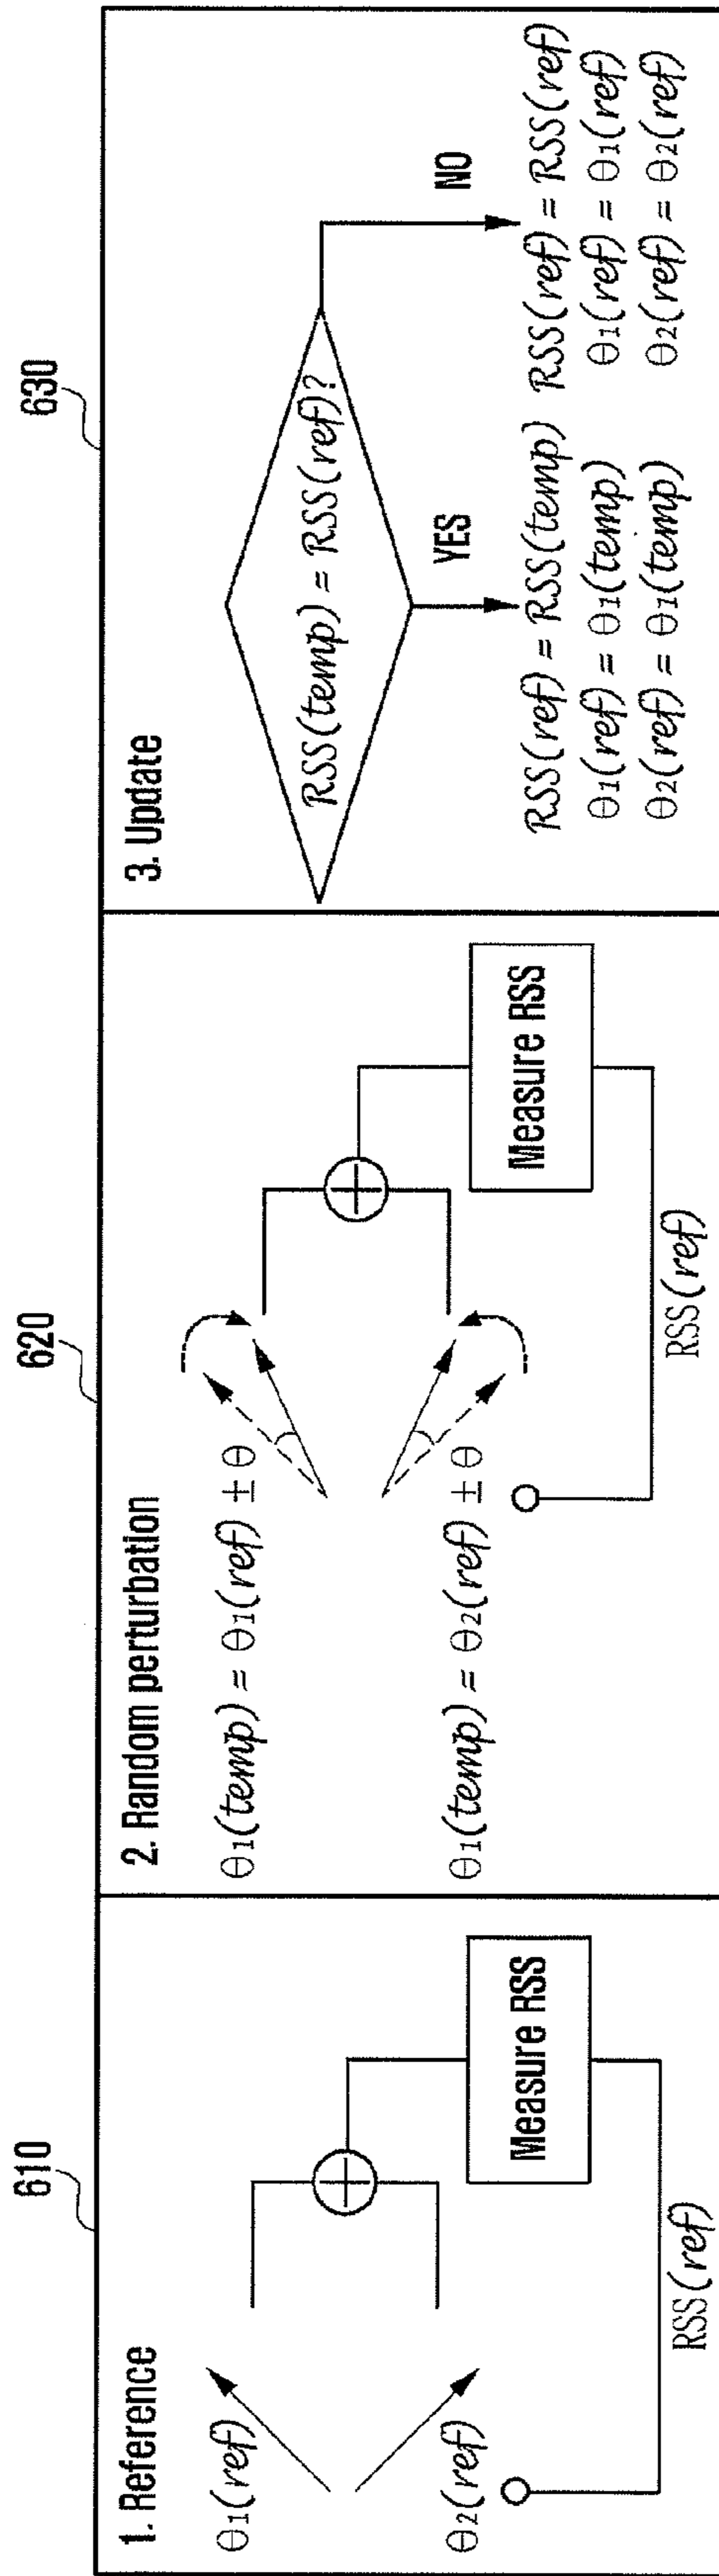 610
1. Reference
θ1(ref)
θ2(ref)
Measure RSS
RSS(ref)
620
2. Random perturbation
θ1(temp) = θ1(ref) ± θ
θ1(temp) = θ2(ref) ± θ
Measure RSS
RSS(ref)
630
3. Update
RSS(temp) = RSS(ref)?
YES
NO
RSS(ref) = RSS(temp)
θ1(ref) = θ1(temp)
θ2(ref) = θ1(temp)
RSS(ref) = RSS(ref)
θ1(ref) = θ1(ref)
θ2(ref) = θ2(ref)